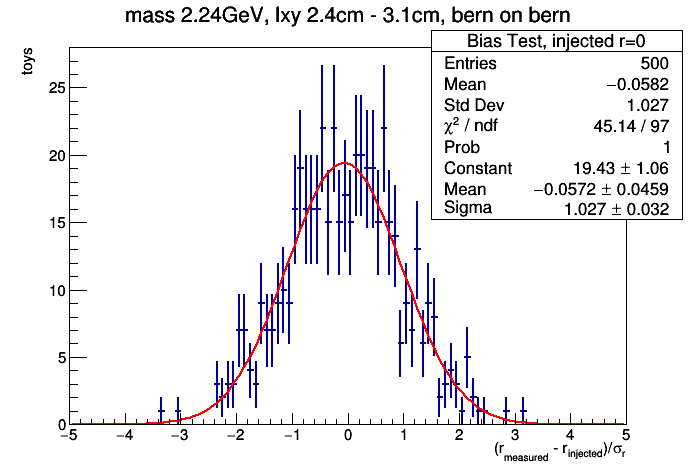 mass 2.24GeV, lxy 2.4cm - 3.1cm, bern on bern
toys
Bias Test, injected r=0
Entries 500
Mean −0.0582
Std Dev 1.027
χ² / ndf 45.14 / 97
Prob 1
Constant 19.43 ± 1.06
Mean −0.0572 ± 0.0459
Sigma 1.027 ± 0.032
25
20
15
10
5
0
−5 −4 −3 −2 −1 0 1 2 3 4 5
(r_measured - r_injected)/σ_r